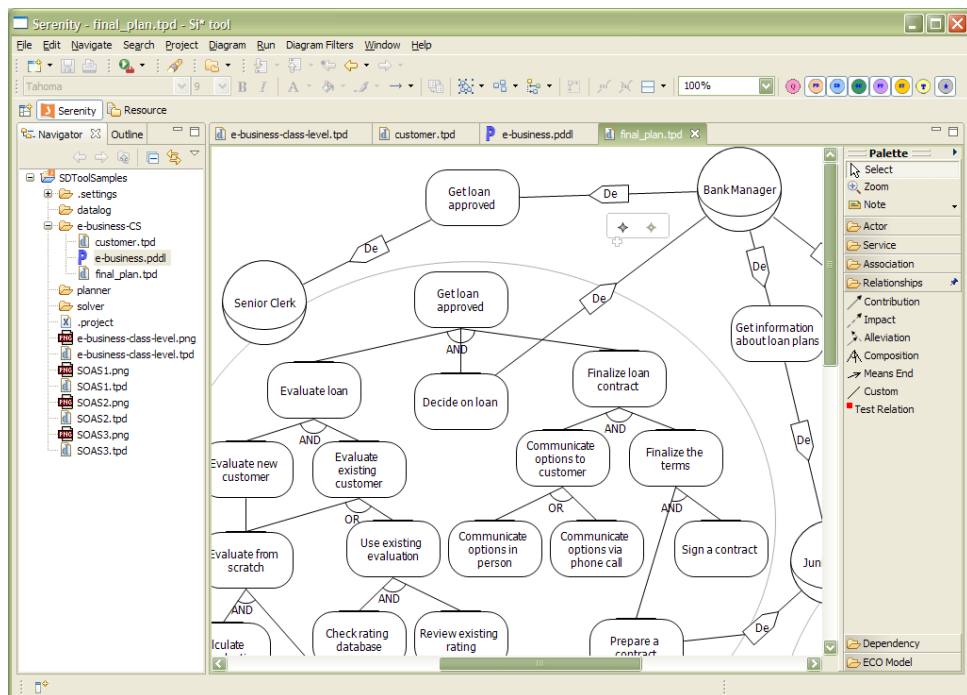 Serenity - final_plan.tpd - Si* tool
File Edit Navigate Search Project Diagram Run Diagram Filters Window Help
Tahoma 9 B I A 100%
Serenity Resource
Navigator Outline
e-business-class-level.tpd customer.tpd e-business.pddl final_plan.tpd
SDToolSamples
.settings
datalog
e-business-CS
customer.tpd
e-business.pddl
final_plan.tpd
planner
solver
.project
e-business-class-level.png
e-business-class-level.tpd
SOAS1.png
SOAS1.tpd
SOAS2.png
SOAS2.tpd
SOAS3.png
SOAS3.tpd
Get loan
approved
De
Bank Manager
De
Senior Clerk
Get loan
approved
De
De
AND
Get information
about loan plans
Evaluate loan
Decide on loan
Finalize loan
contract
AND
AND
De
Evaluate new
customer
Evaluate
existing
customer
Communicate
options to
customer
Finalize the
terms
OR
OR
AND
Evaluate from
scratch
Use existing
evaluation
Communicate
options in
person
Communicate
options via
phone call
Sign a contract
Jun
AND
AND
Check rating
database
Review existing
rating
Prepare a
contract
De
Palette
Select
Zoom
Note
Actor
Service
Association
Relationships
Contribution
Impact
Alleviation
Composition
Means End
Custom
Test Relation
Dependency
ECO Model